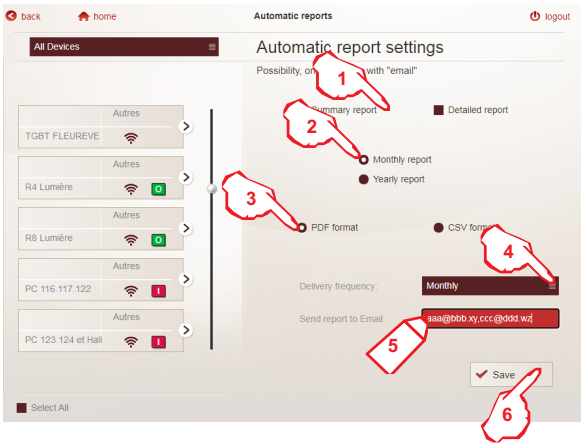 back
home
Automatic reports
logout
All Devices
Automatic report settings
Possibility, on with "email"
1
Summary report
Detailed report
2
Monthly report
Yearly report
3
PDF format
CSV format
4
Autres
TGBT FLEUREVE
Autres
R4 Lumière
O
Autres
R8 Lumière
O
Autres
PC 116.117.122
I
Autres
PC 123.124 et Hall
I
Delivery frequency:
Monthly
Send report to Email:
aaa@bbb.xy,ccc@ddd.wz
5
Save
6
Select All